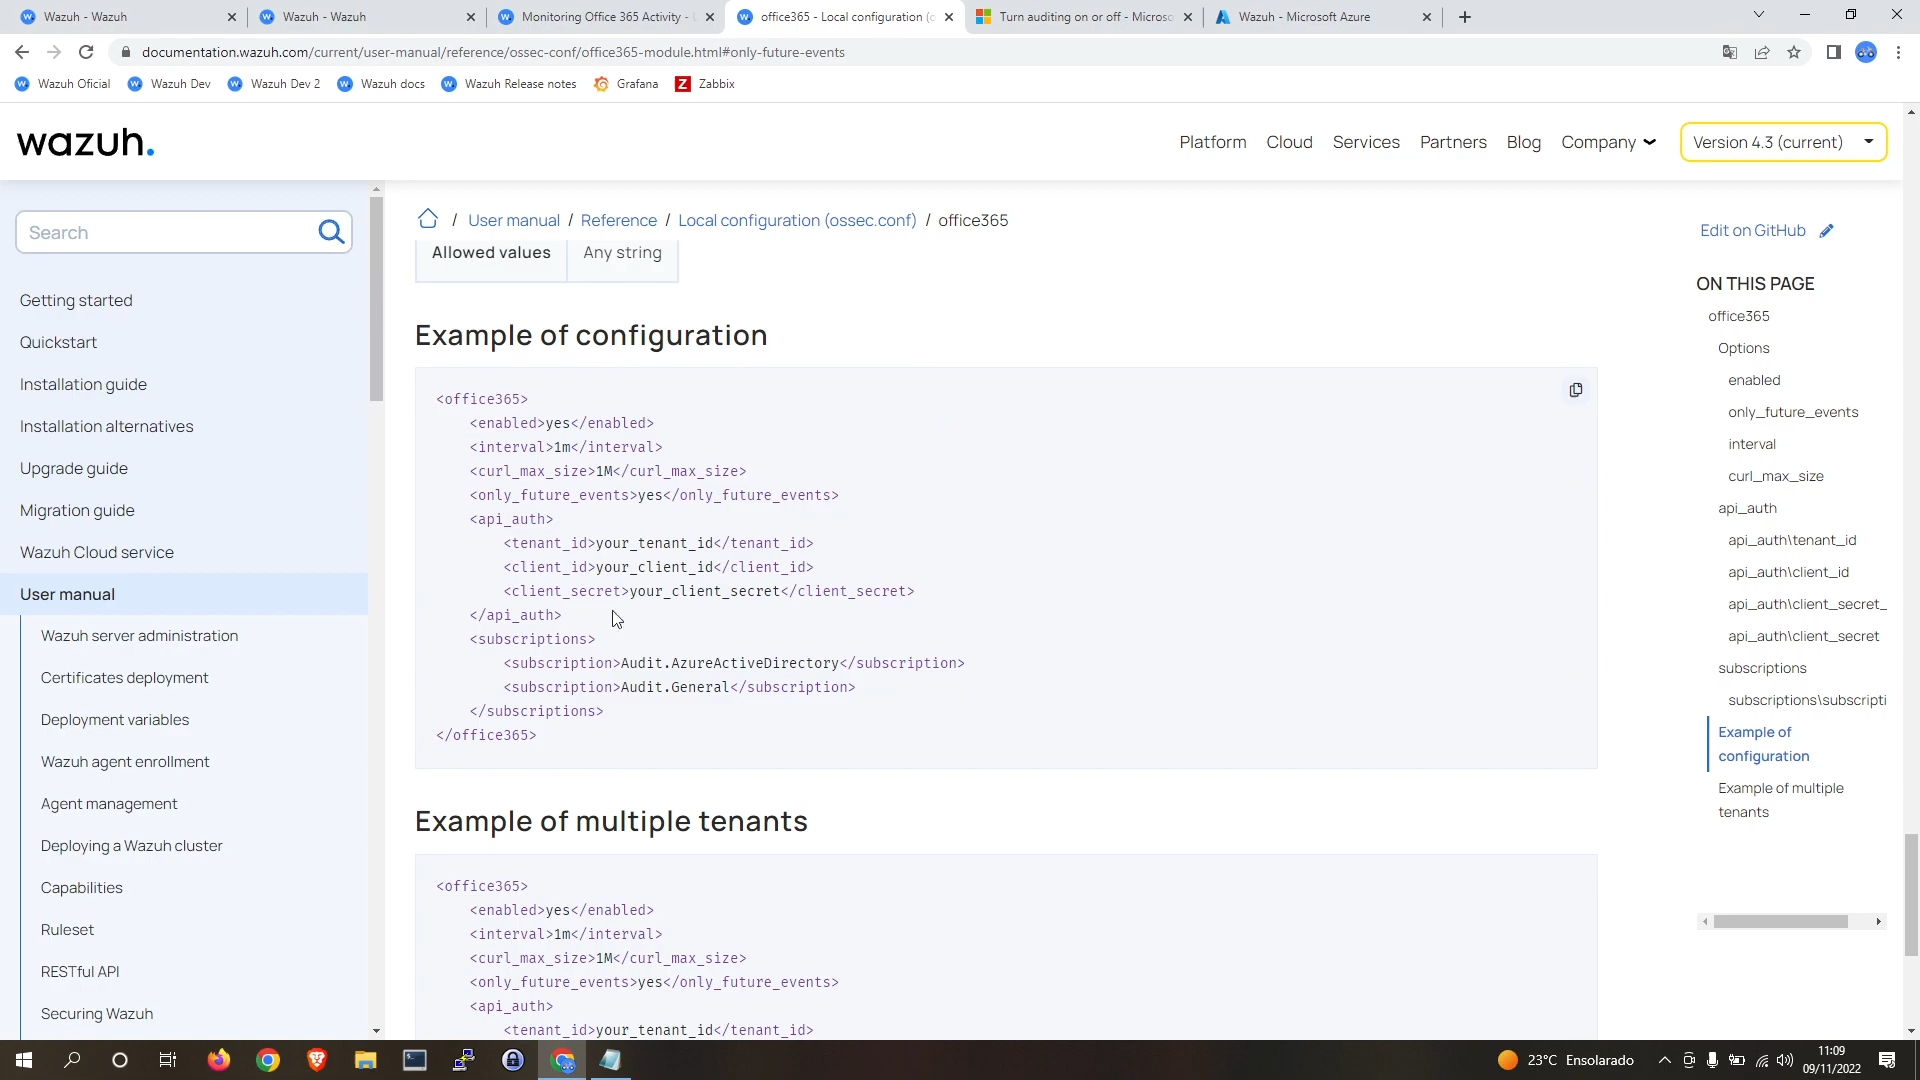 Wazuh - Wazuh
Wazuh - Wazuh
Monitoring Office 365 Activity -
office365 - Local configuration (
Turn auditing on or off - Microso
Wazuh - Microsoft Azure
documentation.wazuh.com/current/user-manual/reference/ossec-conf/office365-module.html#only-future-events
Wazuh Oficial
Wazuh Dev
Wazuh Dev 2
Wazuh docs
Wazuh Release notes
Grafana
Z Zabbix
wazuh.
Platform
Cloud
Services
Partners
Blog
Company
Version 4.3 (current)
Search
Getting started
Quickstart
Installation guide
Installation alternatives
Upgrade guide
Migration guide
Wazuh Cloud service
User manual
Wazuh server administration
Certificates deployment
Deployment variables
Wazuh agent enrollment
Agent management
Deploying a Wazuh cluster
Capabilities
Ruleset
RESTful API
Securing Wazuh
/ User manual / Reference / Local configuration (ossec.conf) / office365
Allowed values Any string
Example of configuration
<office365>
<enabled>yes</enabled>
<interval>1m</interval>
<curl_max_size>1M</curl_max_size>
<only_future_events>yes</only_future_events>
<api_auth>
<tenant_id>your_tenant_id</tenant_id>
<client_id>your_client_id</client_id>
<client_secret>your_client_secret</client_secret>
</api_auth>
<subscriptions>
<subscription>Audit.AzureActiveDirectory</subscription>
<subscription>Audit.General</subscription>
</subscriptions>
</office365>
Example of multiple tenants
<office365>
<enabled>yes</enabled>
<interval>1m</interval>
<curl_max_size>1M</curl_max_size>
<only_future_events>yes</only_future_events>
<api_auth>
<tenant_id>your_tenant_id</tenant_id>
Edit on GitHub
ON THIS PAGE
office365
Options
enabled
only_future_events
interval
curl_max_size
api_auth
api_auth\tenant_id
api_auth\client_id
api_auth\client_secret_
api_auth\client_secret
subscriptions
subscriptions\subscripti
Example of
configuration
Example of multiple
tenants
23°C Ensolarado
11:09
09/11/2022